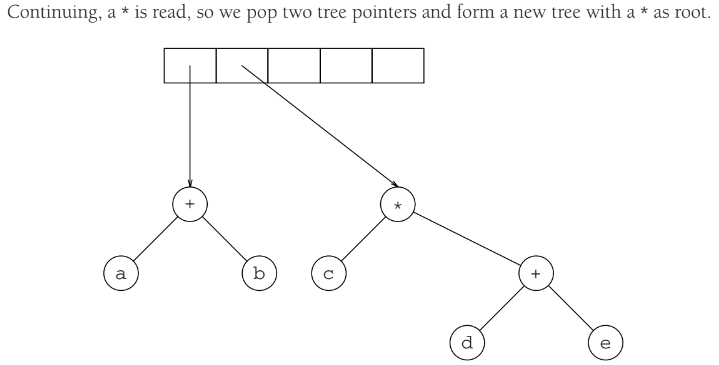 Continuing, a * is read, so we pop two tree pointers and form a new tree with a * as root.
+ *
a b c +
d e